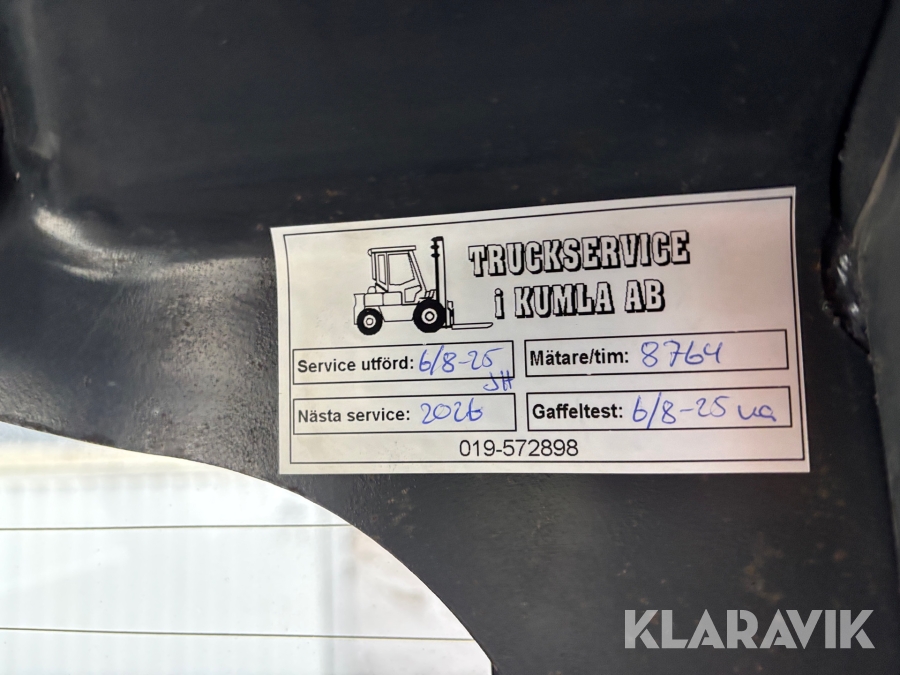 TRUCKSERVICE
i KUMLA AB
Service utförd: 6/8-25 JH
Mätare/tim: 8764
Nästa service: 2026
Gaffeltest: 6/8-25 ua
019-572898
KLARAVIK